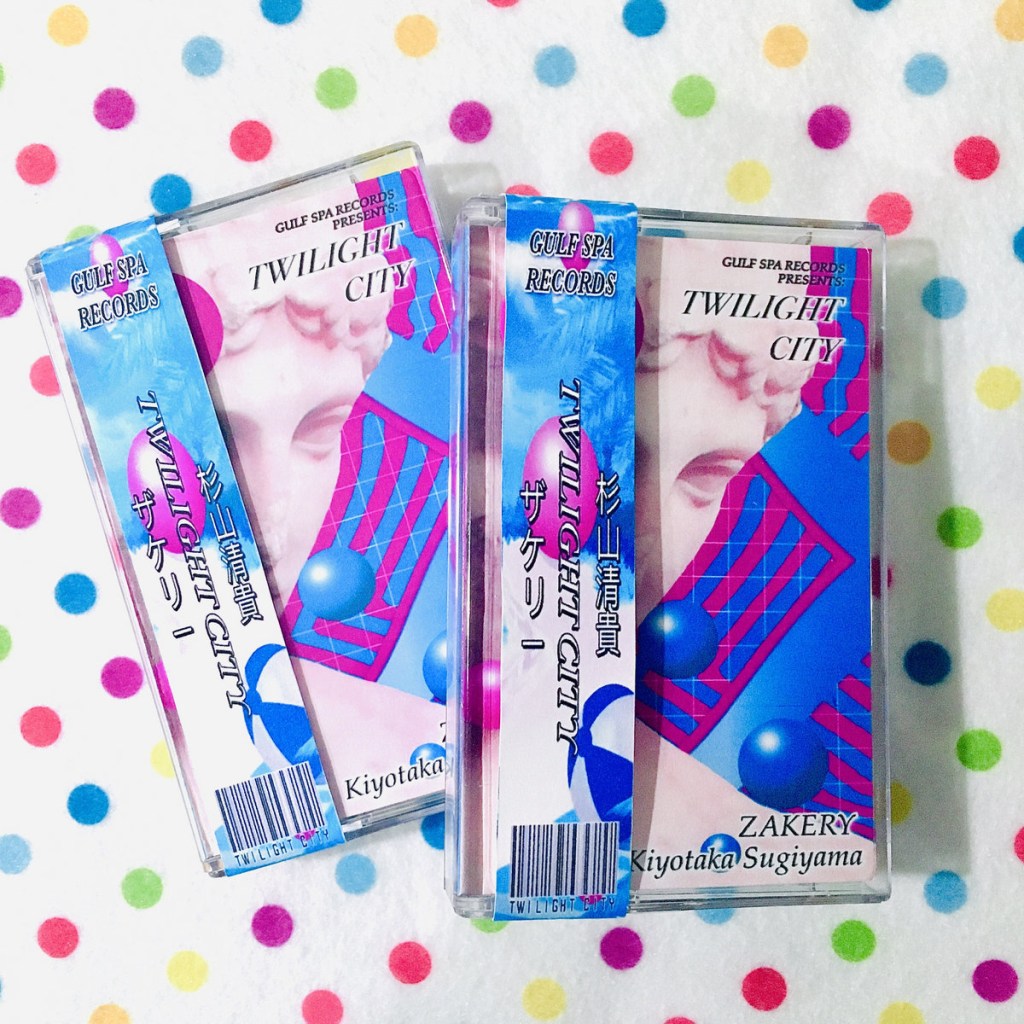 GULF SPA
RECORDS
杉山清貴
TWILIGHT CITY
ザケリー
TWILIGHT CITY
GULF SPA RECORDS
PRESENTS:
TWILIGHT
CITY
Kiyotaka
GULF SPA
RECORDS
杉山清貴
TWILIGHT CITY
ザケリー
TWILIGHT CITY
GULF SPA RECORDS
PRESENTS:
TWILIGHT
CITY
ZAKERY
Kiyotaka Sugiyama